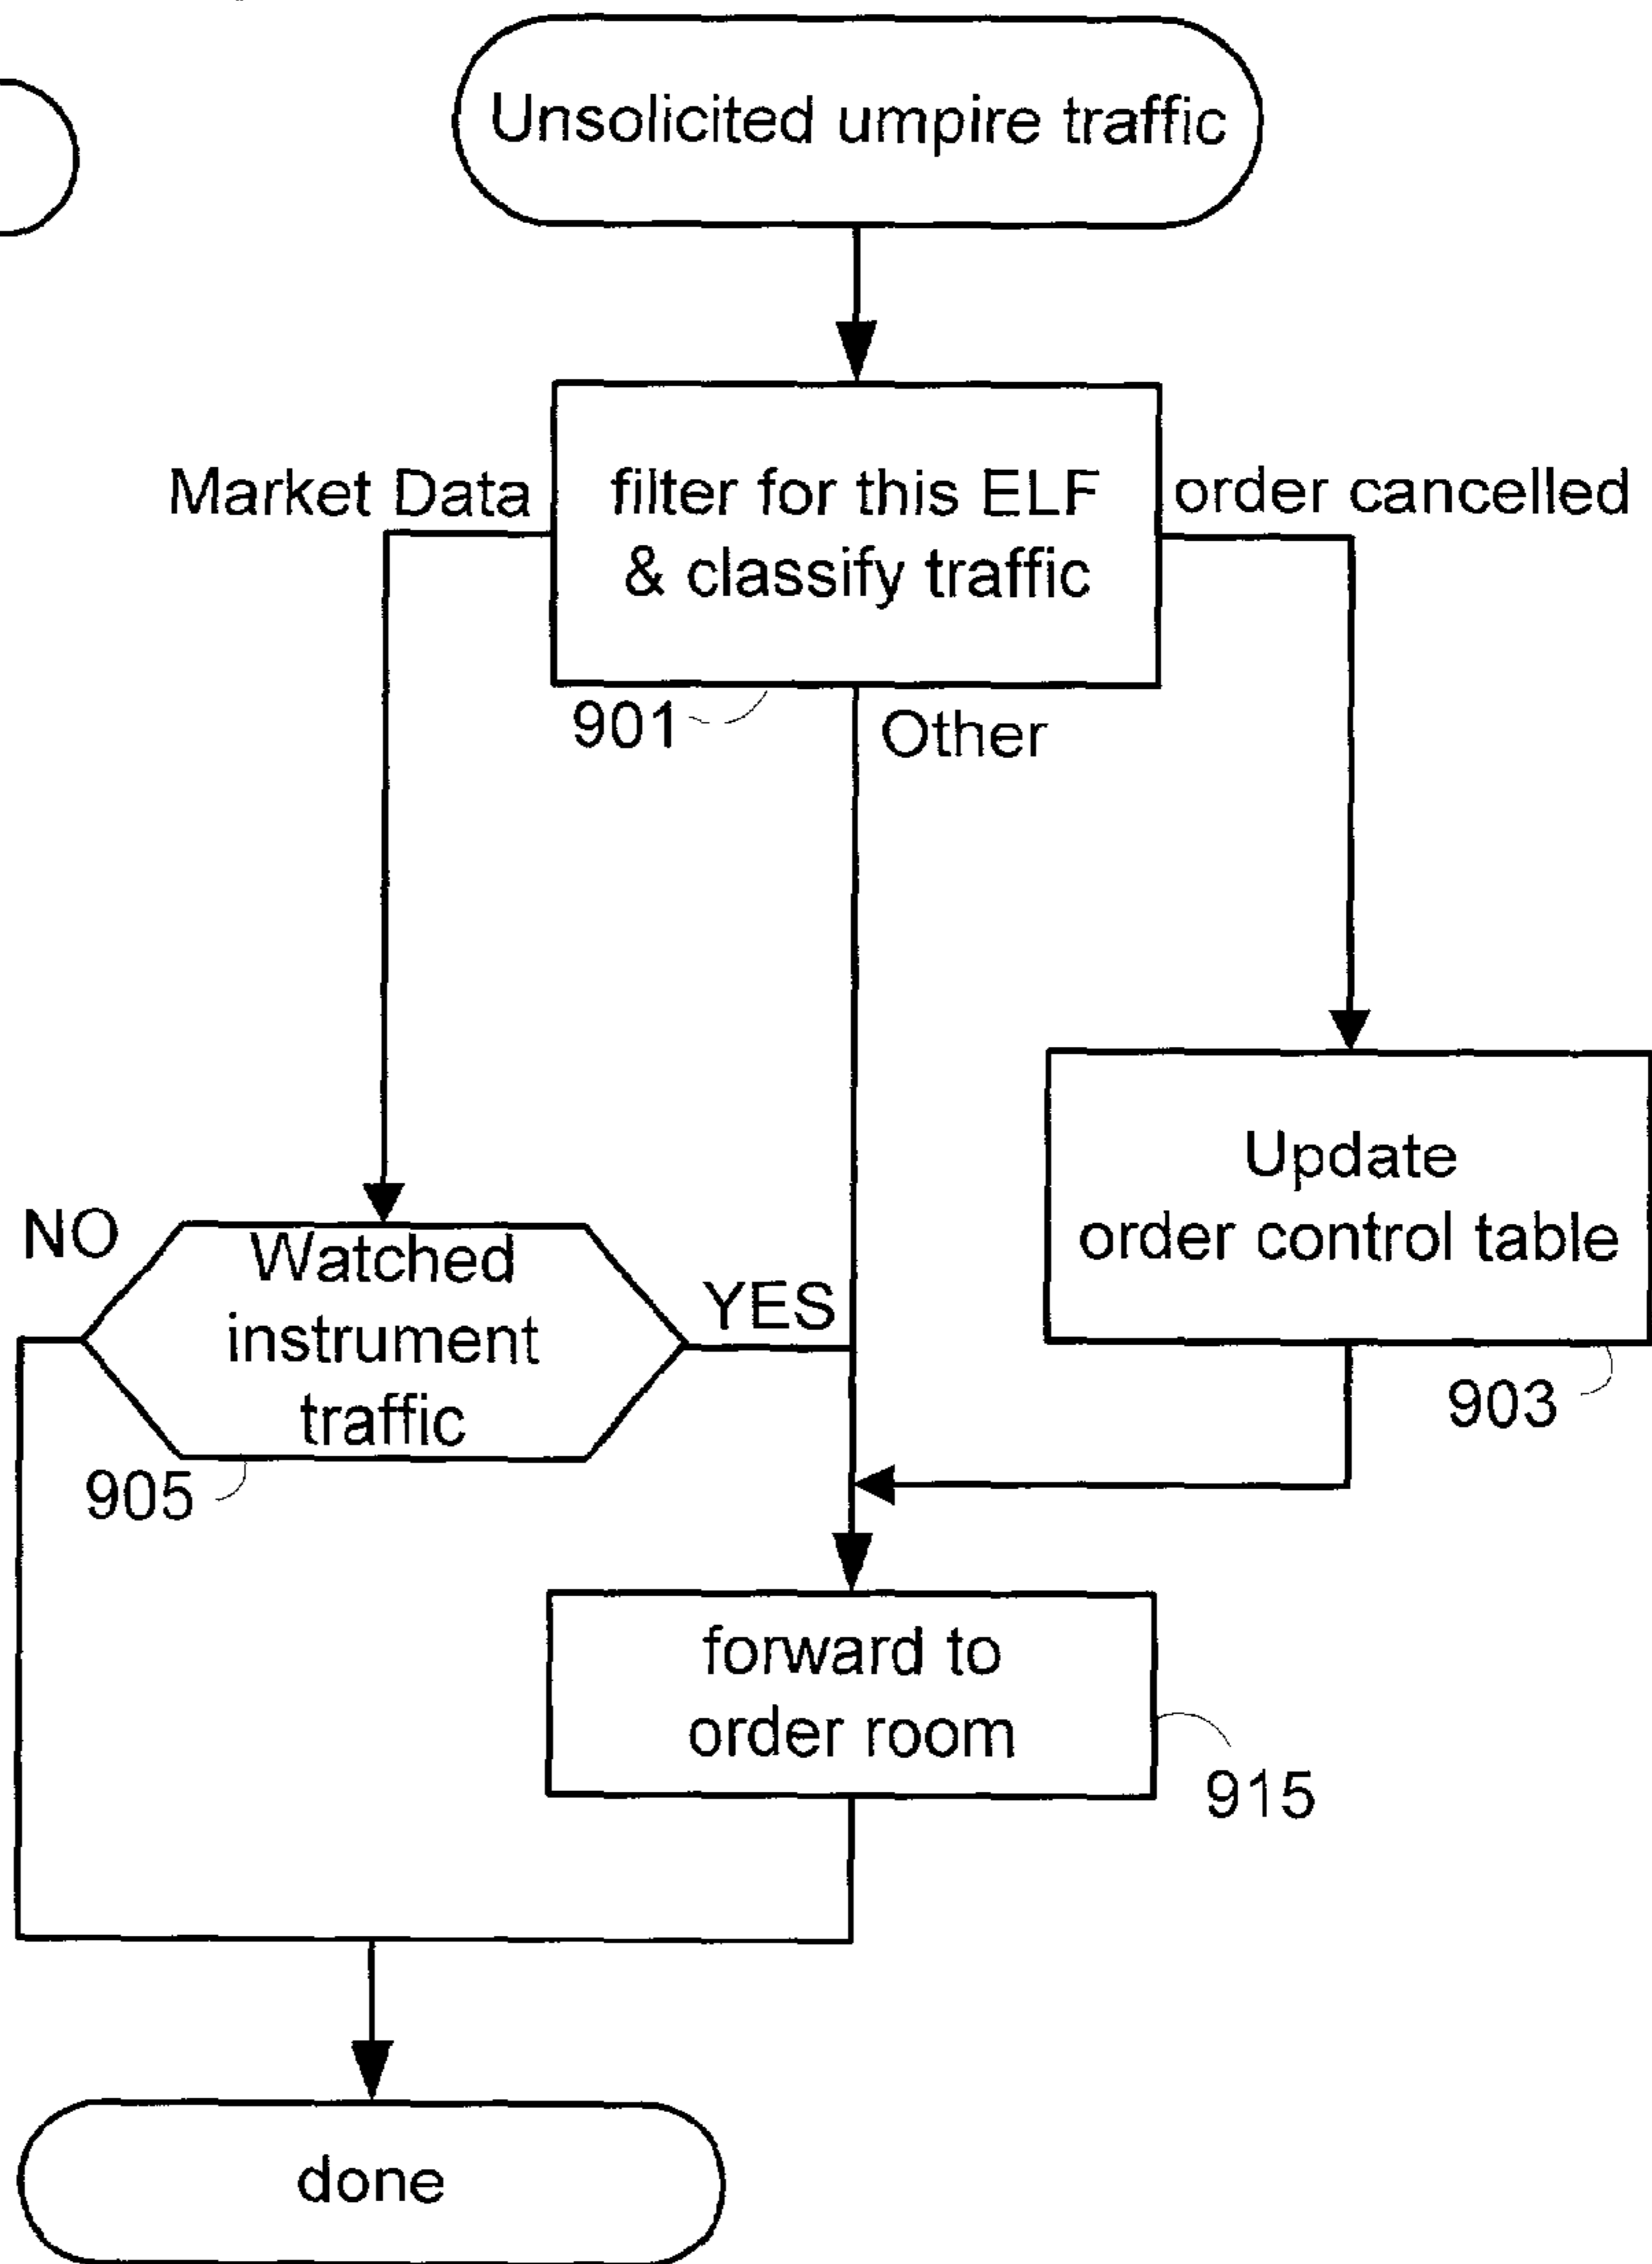 Unsolicited umpire traffic
Market Data
filter for this ELF
& classify traffic
order cancelled
901
Other
Update
order control table
903
NO
Watched
instrument
traffic
YES
905
forward to
order room
915
done